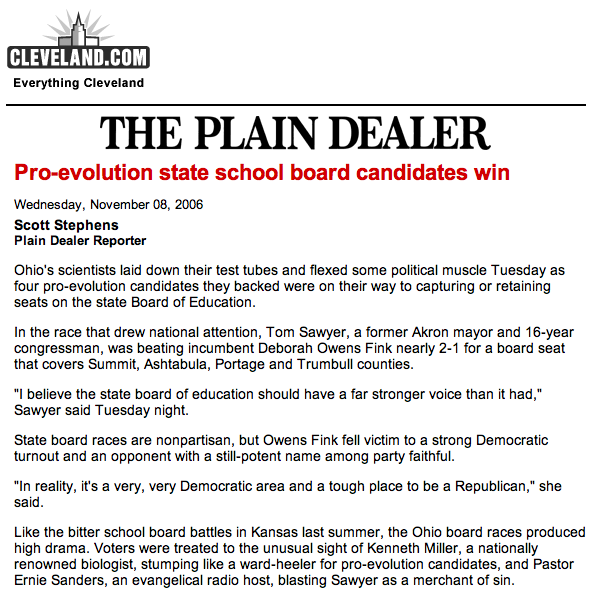 CLEVELAND.COM
Everything Cleveland
THE PLAIN DEALER
Pro-evolution state school board candidates win
Wednesday, November 08, 2006
Scott Stephens
Plain Dealer Reporter
Ohio's scientists laid down their test tubes and flexed some political muscle Tuesday as
four pro-evolution candidates they backed were on their way to capturing or retaining
seats on the state Board of Education.
In the race that drew national attention, Tom Sawyer, a former Akron mayor and 16-year
congressman, was beating incumbent Deborah Owens Fink nearly 2-1 for a board seat
that covers Summit, Ashtabula, Portage and Trumbull counties.
"I believe the state board of education should have a far stronger voice than it had,"
Sawyer said Tuesday night.
State board races are nonpartisan, but Owens Fink fell victim to a strong Democratic
turnout and an opponent with a still-potent name among party faithful.
"In reality, it's a very, very Democratic area and a tough place to be a Republican," she
said.
Like the bitter school board battles in Kansas last summer, the Ohio board races produced
high drama. Voters were treated to the unusual sight of Kenneth Miller, a nationally
renowned biologist, stumping like a ward-heeler for pro-evolution candidates, and Pastor
Ernie Sanders, an evangelical radio host, blasting Sawyer as a merchant of sin.